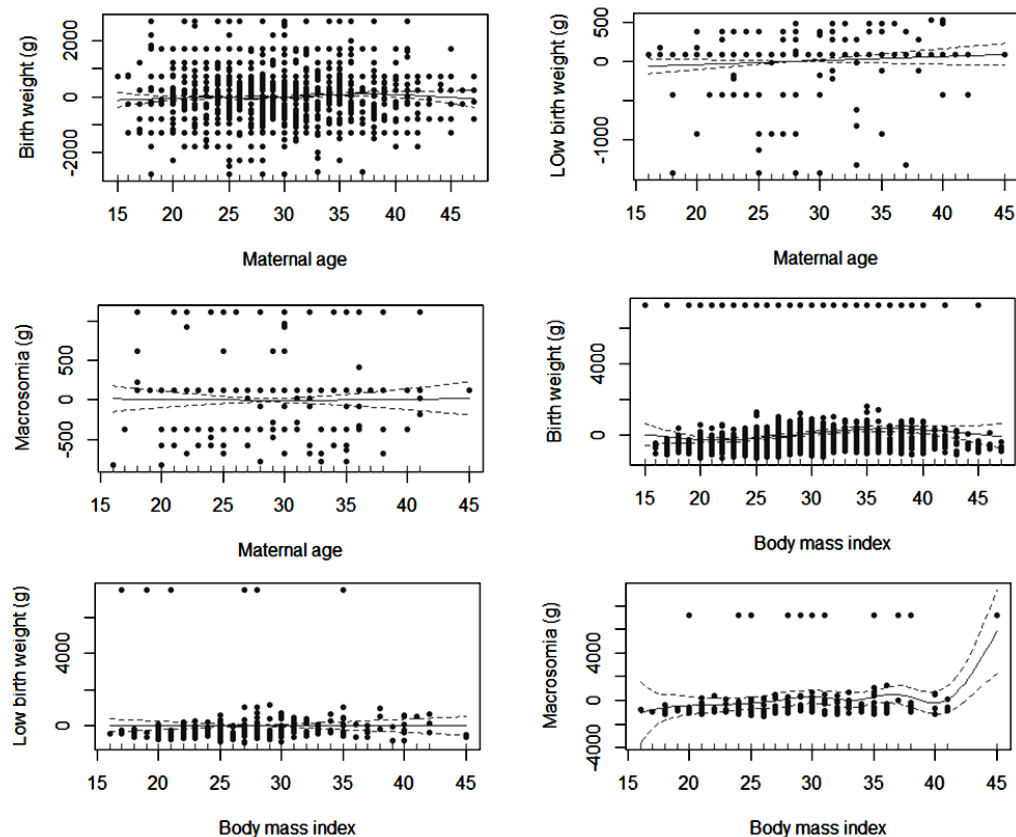 Birth weight (g)
2000
0
-2000
15 20 25 30 35 40 45
Maternal age
LOw birth weight (g)
500
0
-1000
15 20 25 30 35 40 45
Maternal age
Macrosomia (g)
500
0
-500
15 20 25 30 35 40 45
Maternal age
Birth weight (g)
4000
0
15 20 25 30 35 40 45
Body mass index
Low birth weight (g)
4000
0
15 20 25 30 35 40 45
Body mass index
Macrosomia (g)
4000
0
-4000
15 20 25 30 35 40 45
Body mass index